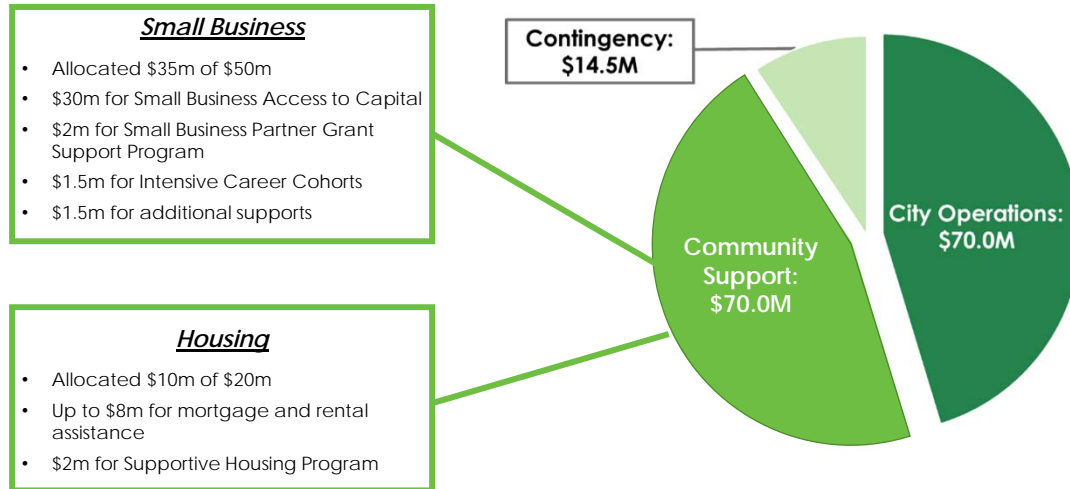 Small Business
• Allocated $35m of $50m
• $30m for Small Business Access to Capital
• $2m for Small Business Partner Grant
Support Program
• $1.5m for Intensive Career Cohorts
• $1.5m for additional supports
Housing
• Allocated $10m of $20m
• Up to $8m for mortgage and rental
assistance
• $2m for Supportive Housing Program
Contingency:
$14.5M
Community
Support:
$70.0M
City Operations:
$70.0M